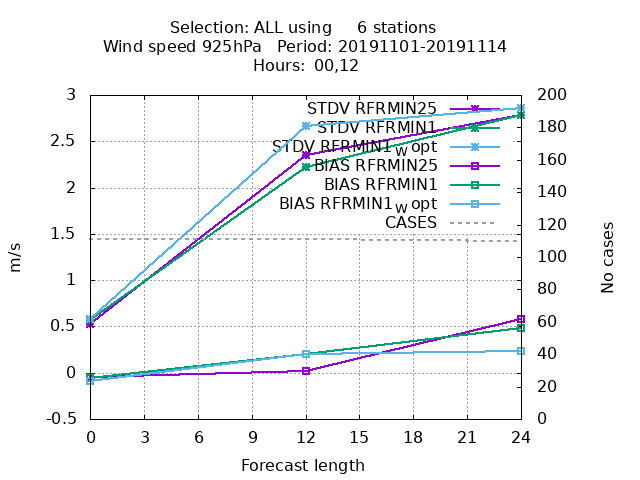 Selection: ALL using     6 stations
Wind speed 925hPa   Period: 20191101-20191114
Hours:  00,12
STDV RFRMIN25
STDV RFRMIN1
STDV RFRMIN1_W opt
BIAS RFRMIN25
BIAS RFRMIN1
BIAS RFRMIN1_W opt
CASES
3
2.5
2
1.5
1
0.5
0
-0.5
m/s
200
180
160
140
120
100
80
60
40
20
0
No cases
0 3 6 9 12 15 18 21 24
Forecast length